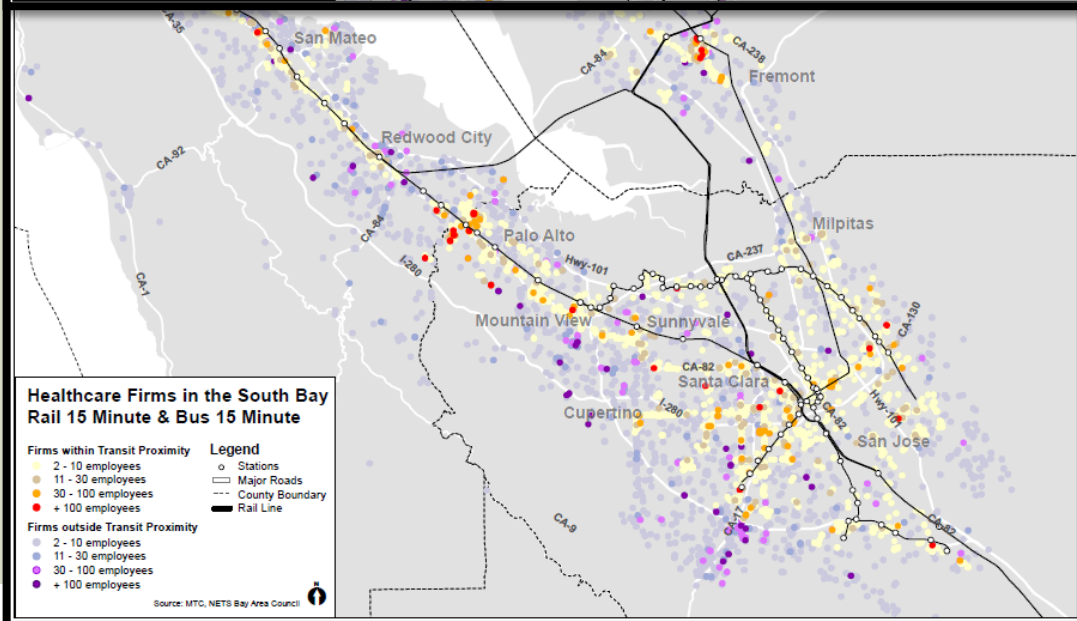 CA-35
San Mateo
CA-84
CA-238
Fremont
Redwood City
CA-92
CA-84
Palo Alto
Milpitas
I-280
Hwy-101
CA-237
CA-1
CA-130
Mountain View
Sunnyvale
CA-82
Santa Clara
Cupertino
I-280
CA-82
Hwy-101
San Jose
CA-17
CA-9
CA-82
Healthcare Firms in the South Bay
Rail 15 Minute & Bus 15 Minute
Firms within Transit Proximity
2 - 10 employees
11 - 30 employees
30 - 100 employees
+ 100 employees
Firms outside Transit Proximity
2 - 10 employees
11 - 30 employees
30 - 100 employees
+ 100 employees
Legend
Stations
Major Roads
County Boundary
Rail Line
N
Source: MTC, NETS Bay Area Council